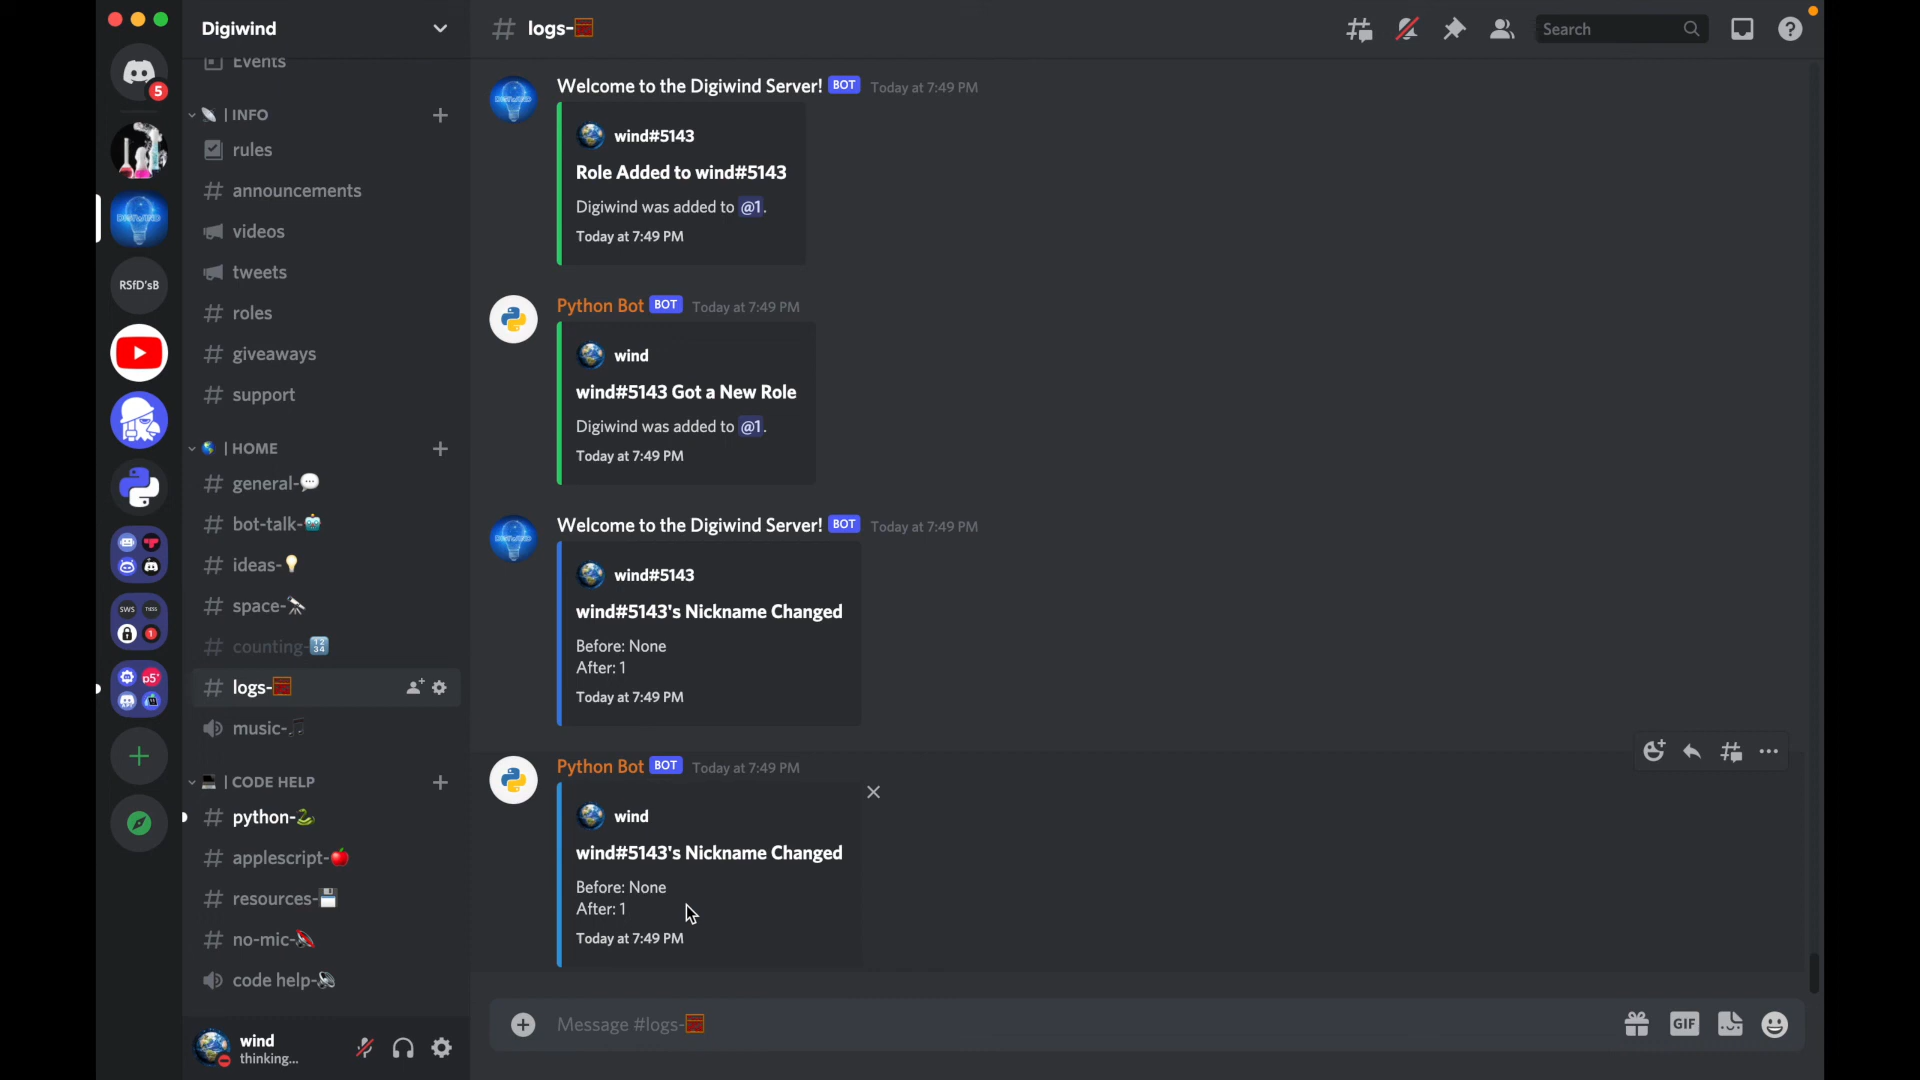 Digiwind
Events
5
| INFO
rules
announcements
videos
tweets
roles
giveaways
support
| HOME
general-
bot-talk-
ideas-
space-
counting-
logs-
music-
| CODE HELP
python-
applescript-
resources-
no-mic-
code help-
wind
thinking...
DIGIWIND
RSfD'sB
SWS
1
p5*
logs-
Search
Welcome to the Digiwind Server! BOT Today at 7:49 PM
wind#5143
Role Added to wind#5143
Digiwind was added to @1.
Today at 7:49 PM
Python Bot BOT Today at 7:49 PM
wind
wind#5143 Got a New Role
Digiwind was added to @1.
Today at 7:49 PM
Welcome to the Digiwind Server! BOT Today at 7:49 PM
wind#5143
wind#5143's Nickname Changed
Before: None
After: 1
Today at 7:49 PM
Python Bot BOT Today at 7:49 PM
wind
wind#5143's Nickname Changed
Before: None
After: 1
Today at 7:49 PM
Message #logs-
GIF